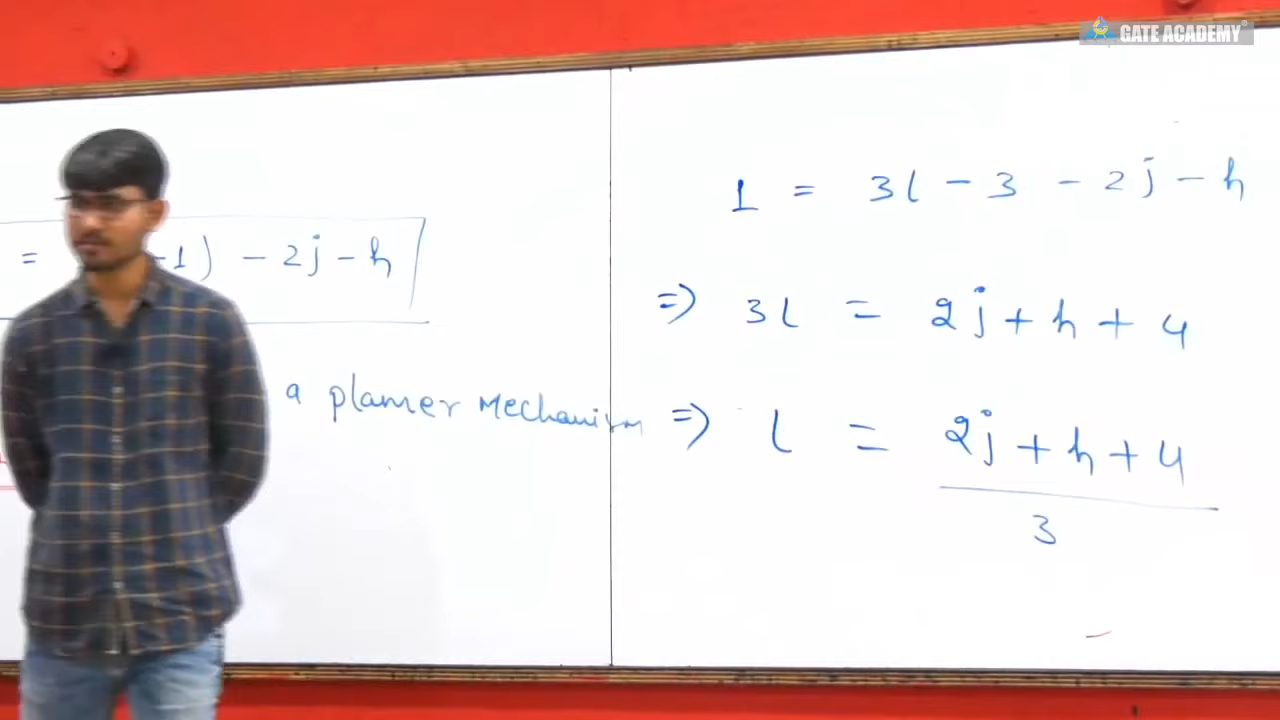 GATE ACADEMY
= -1) - 2j - h
a planer Mechanism
1 = 3l - 3 - 2j - h
⇒ 3l = 2j + h + 4
⇒ l = 2j + h + 4
3